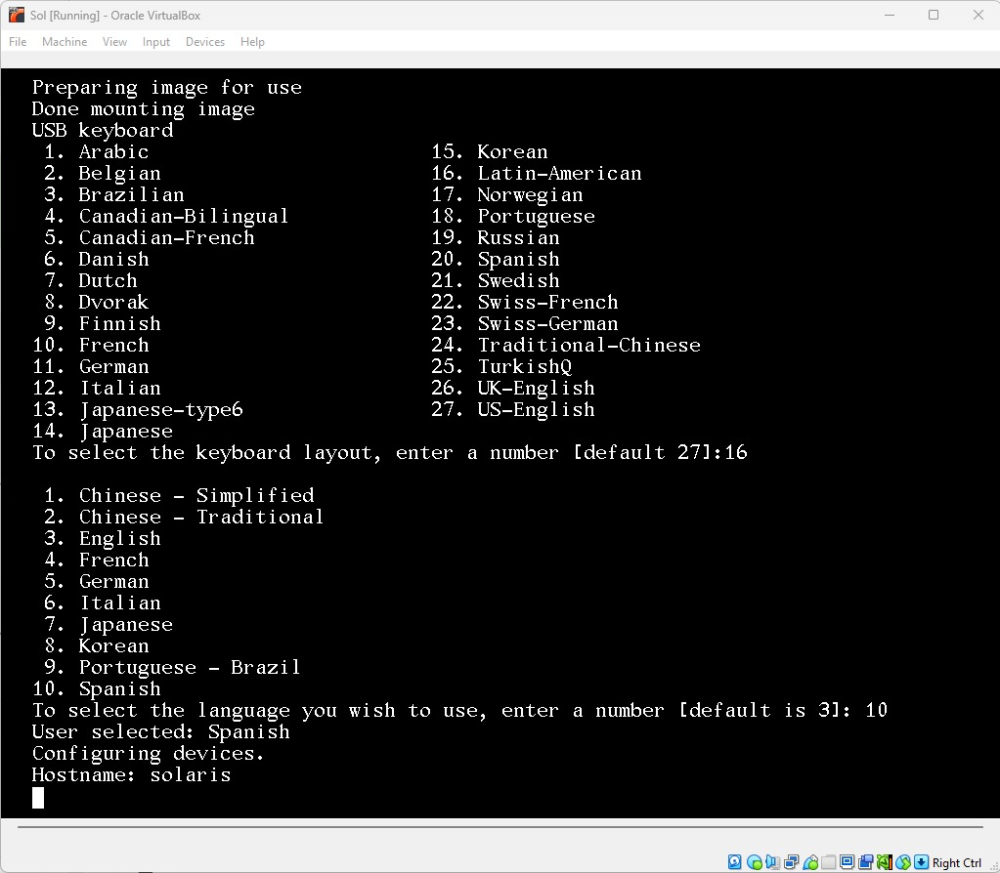 Sol [Running] - Oracle VirtualBox
File Machine View Input Devices Help
Preparing image for use
Done mounting image
USB keyboard
1. Arabic 15. Korean
2. Belgian 16. Latin-American
3. Brazilian 17. Norwegian
4. Canadian-Bilingual 18. Portuguese
5. Canadian-French 19. Russian
6. Danish 20. Spanish
7. Dutch 21. Swedish
8. Dvorak 22. Swiss-French
9. Finnish 23. Swiss-German
10. French 24. Traditional-Chinese
11. German 25. TurkishQ
12. Italian 26. UK-English
13. Japanese-type6 27. US-English
14. Japanese
To select the keyboard layout, enter a number [default 27]:16
1. Chinese - Simplified
2. Chinese - Traditional
3. English
4. French
5. German
6. Italian
7. Japanese
8. Korean
9. Portuguese - Brazil
10. Spanish
To select the language you wish to use, enter a number [default is 3]: 10
User selected: Spanish
Configuring devices.
Hostname: solaris
Right Ctrl